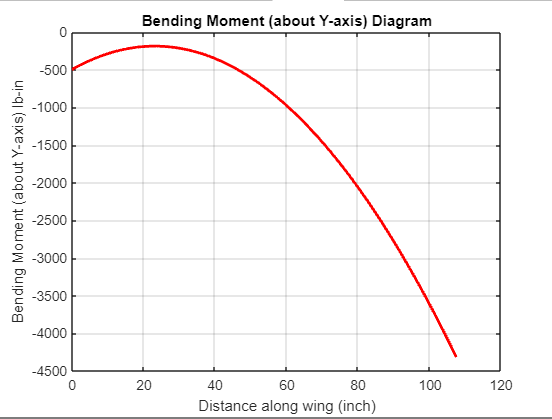 Bending Moment (about Y-axis) Diagram
0
-500
-1000
-1500
-2000
-2500
-3000
-3500
-4000
-4500
Bending Moment (about Y-axis) lb-in
0 20 40 60 80 100 120
Distance along wing (inch)